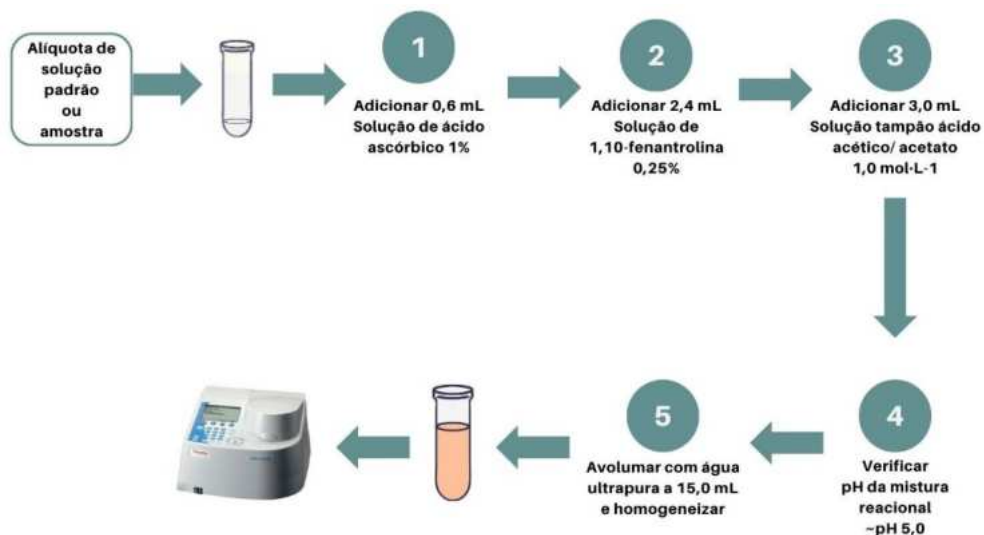 Alíquota de
solução
padrão
ou
amostra
1
Adicionar 0,6 mL
Solução de ácido
ascórbico 1%
2
Adicionar 2,4 mL
Solução de
1,10-fenantrolina
0,25%
3
Adicionar 3,0 mL
Solução tampão ácido
acético/ acetato
1,0 mol·L-1
4
Verificar
pH da mistura
reacional
~pH 5,0
5
Avolumar com água
ultrapura a 15,0 mL
e homogeneizar